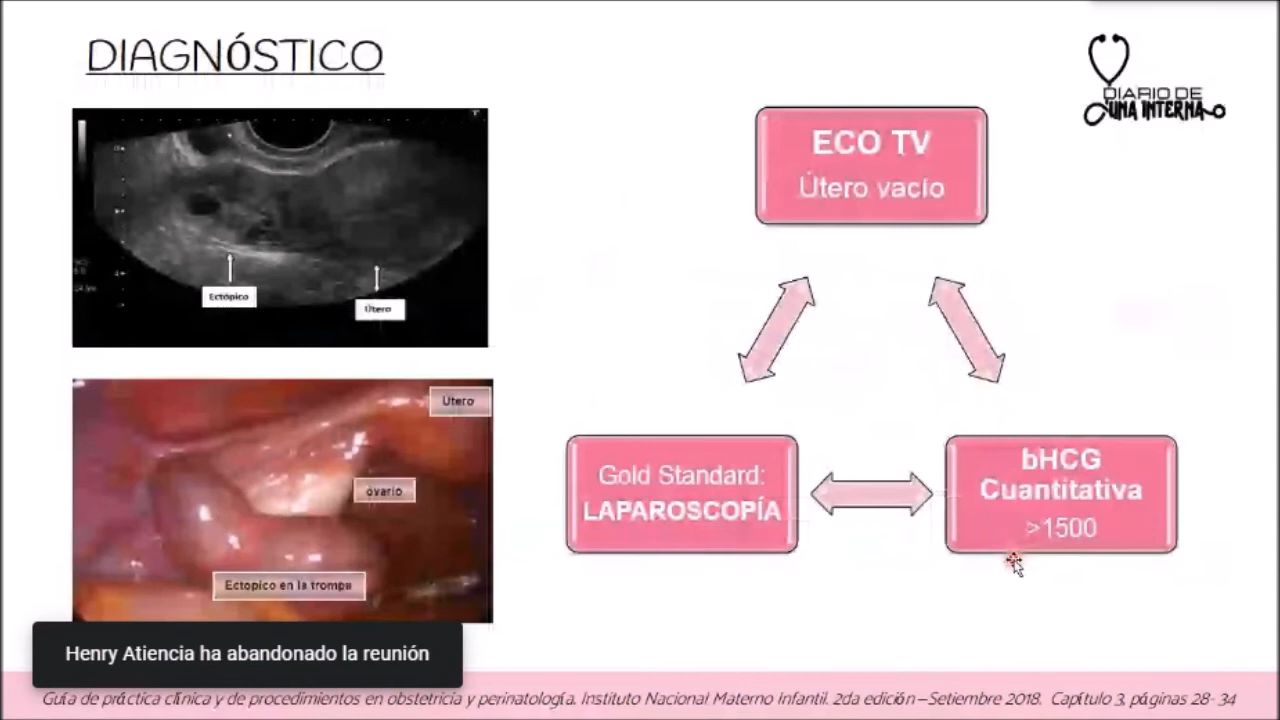 DIAGNÓSTICO
DIARIO DE
UNA INTERNA
ECO TV
Útero vacío
Ectópico
Útero
Útero
ovario
Ectopico en la trompa
Gold Standard:
LAPAROSCOPÍA
bHCG
Cuantitativa
>1500
Henry Atiencia ha abandonado la reunión
Guía de práctica clínica y de procedimientos en obstetricia y perinatología. Instituto Nacional Materno Infantil. 2da edición –Setiembre 2018. Capítulo 3, páginas 28- 34